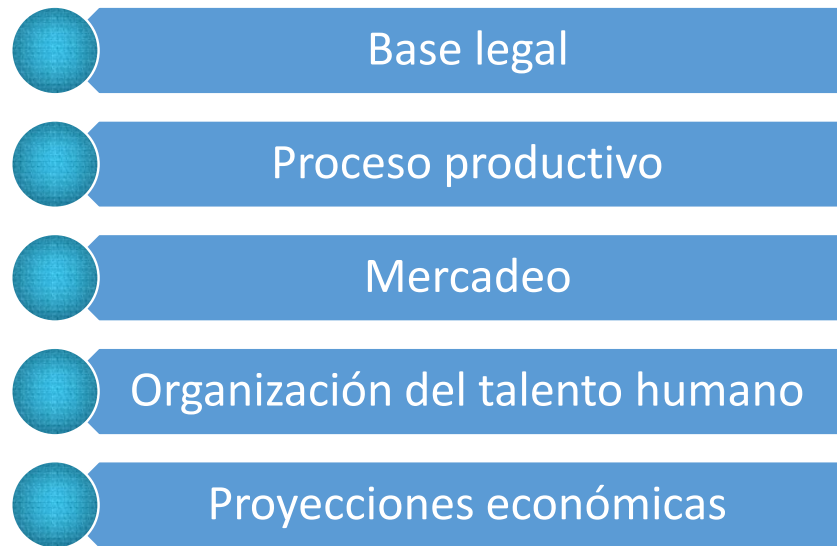 Base legal
Proceso productivo
Mercadeo
Organización del talento humano
Proyecciones económicas